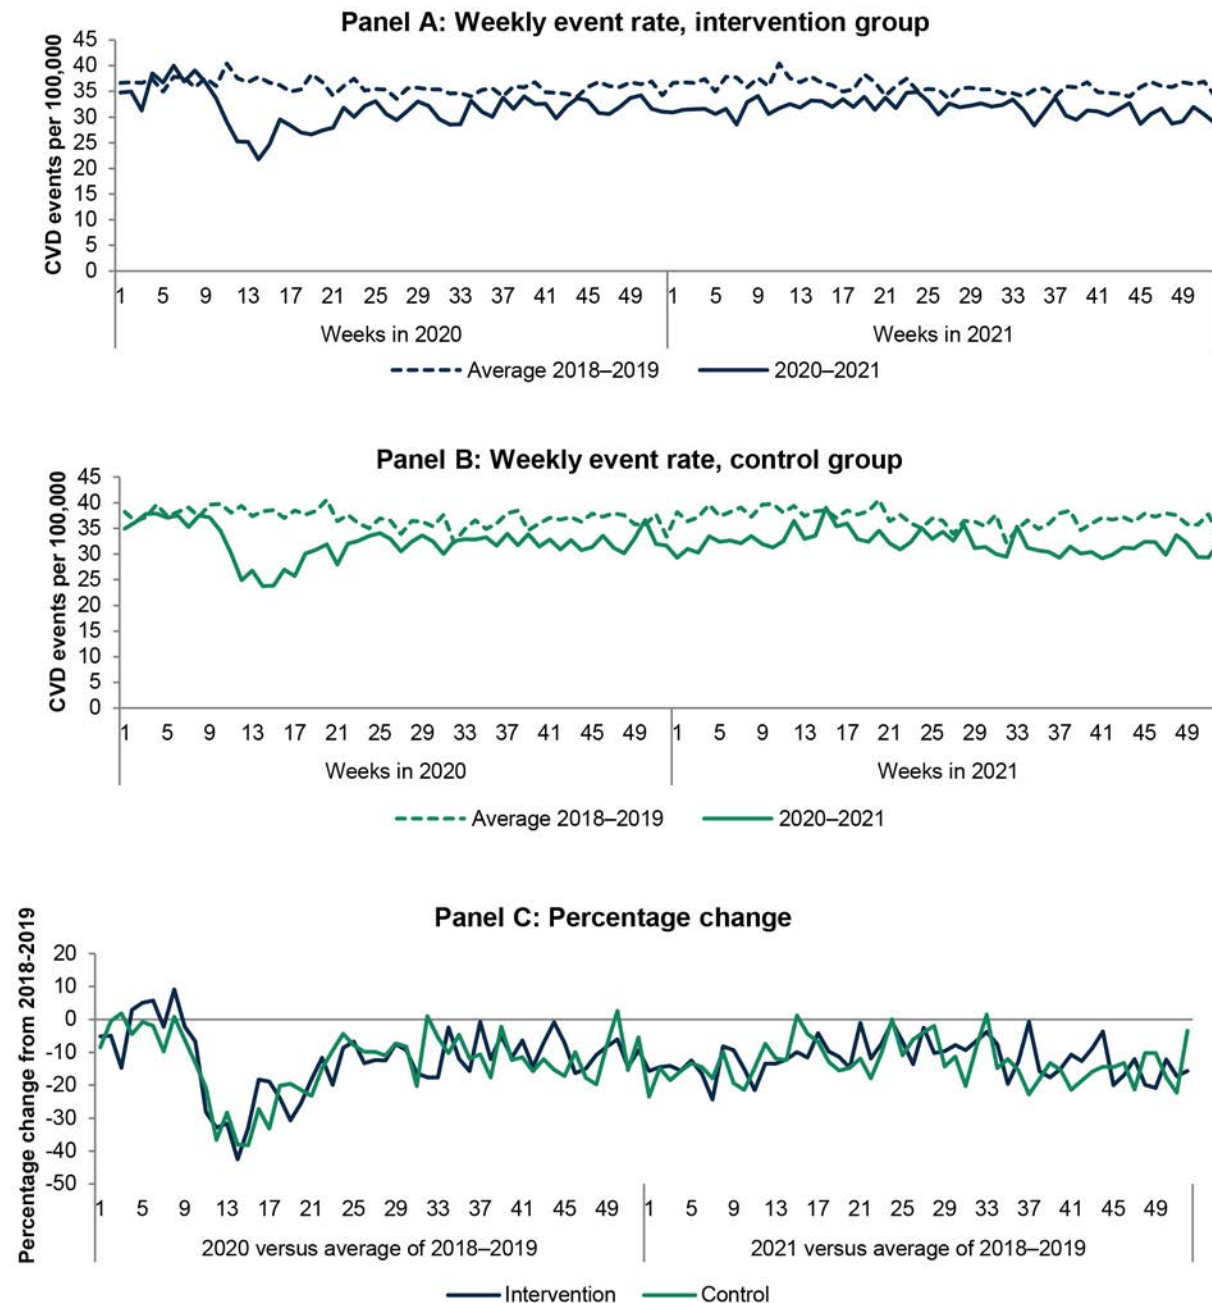 Panel A: Weekly event rate, intervention group
CVD events per 100,000
45
40
35
30
25
20
15
10
5
0
1 5 9 13 17 21 25 29 33 37 41 45 49 1 5 9 13 17 21 25 29 33 37 41 45 49
Weeks in 2020 Weeks in 2021
Average 2018–2019 2020–2021
Panel B: Weekly event rate, control group
CVD events per 100,000
45
40
35
30
25
20
15
10
5
0
1 5 9 13 17 21 25 29 33 37 41 45 49 1 5 9 13 17 21 25 29 33 37 41 45 49
Weeks in 2020 Weeks in 2021
Average 2018–2019 2020–2021
Panel C: Percentage change
Percentage change from 2018-2019
20
10
0
-10
-20
-30
-40
-50
1 5 9 13 17 21 25 29 33 37 41 45 49 1 5 9 13 17 21 25 29 33 37 41 45 49
2020 versus average of 2018–2019 2021 versus average of 2018–2019
Intervention Control